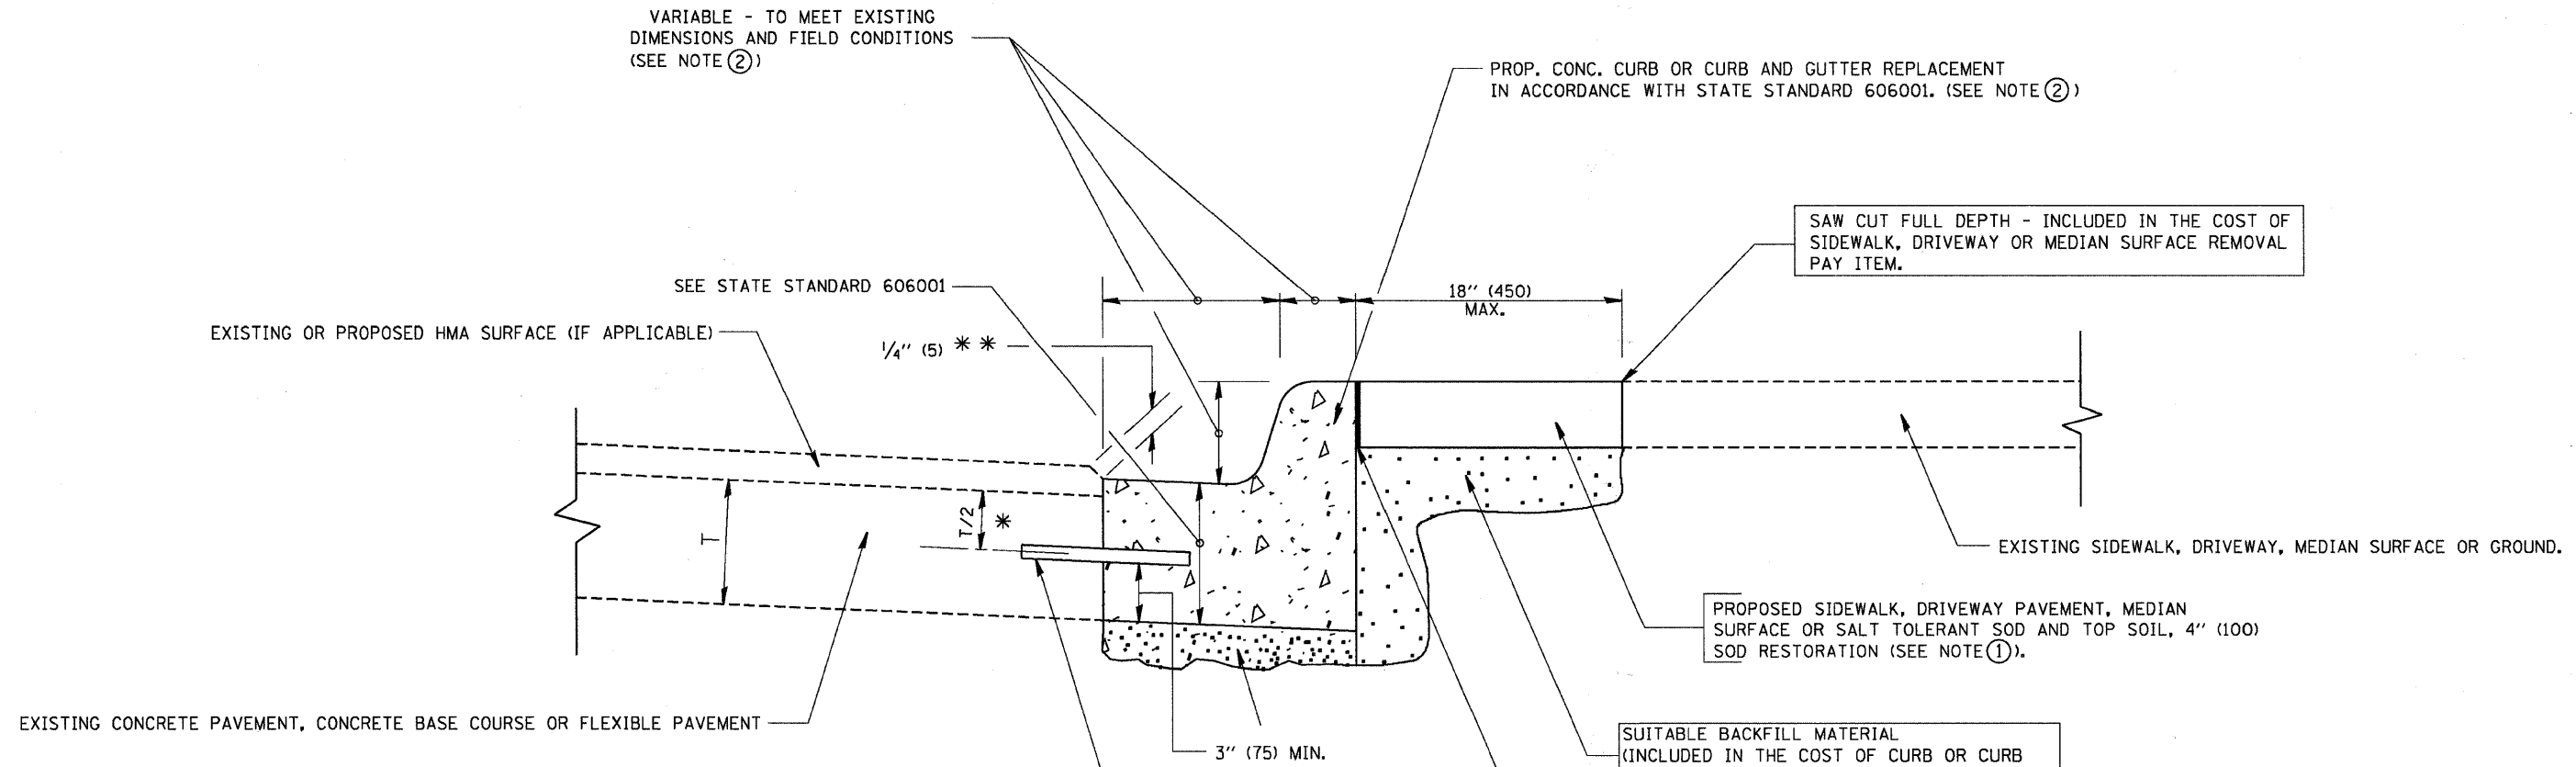 VARIABLE - TO MEET EXISTING
DIMENSIONS AND FIELD CONDITIONS
(SEE NOTE ②)
PROP. CONC. CURB OR CURB AND GUTTER REPLACEMENT
IN ACCORDANCE WITH STATE STANDARD 606001. (SEE NOTE ②)
SAW CUT FULL DEPTH - INCLUDED IN THE COST OF
SIDEWALK, DRIVEWAY OR MEDIAN SURFACE REMOVAL
PAY ITEM.
SEE STATE STANDARD 606001
18" (450)
MAX.
EXISTING OR PROPOSED HMA SURFACE (IF APPLICABLE)
1/4" (5) * *
T
T/2 *
EXISTING SIDEWALK, DRIVEWAY, MEDIAN SURFACE OR GROUND.
PROPOSED SIDEWALK, DRIVEWAY PAVEMENT, MEDIAN
SURFACE OR SALT TOLERANT SOD AND TOP SOIL, 4" (100)
SOD RESTORATION (SEE NOTE ①).
EXISTING CONCRETE PAVEMENT, CONCRETE BASE COURSE OR FLEXIBLE PAVEMENT
3" (75) MIN.
SUITABLE BACKFILL MATERIAL
(INCLUDED IN THE COST OF CURB OR CURB